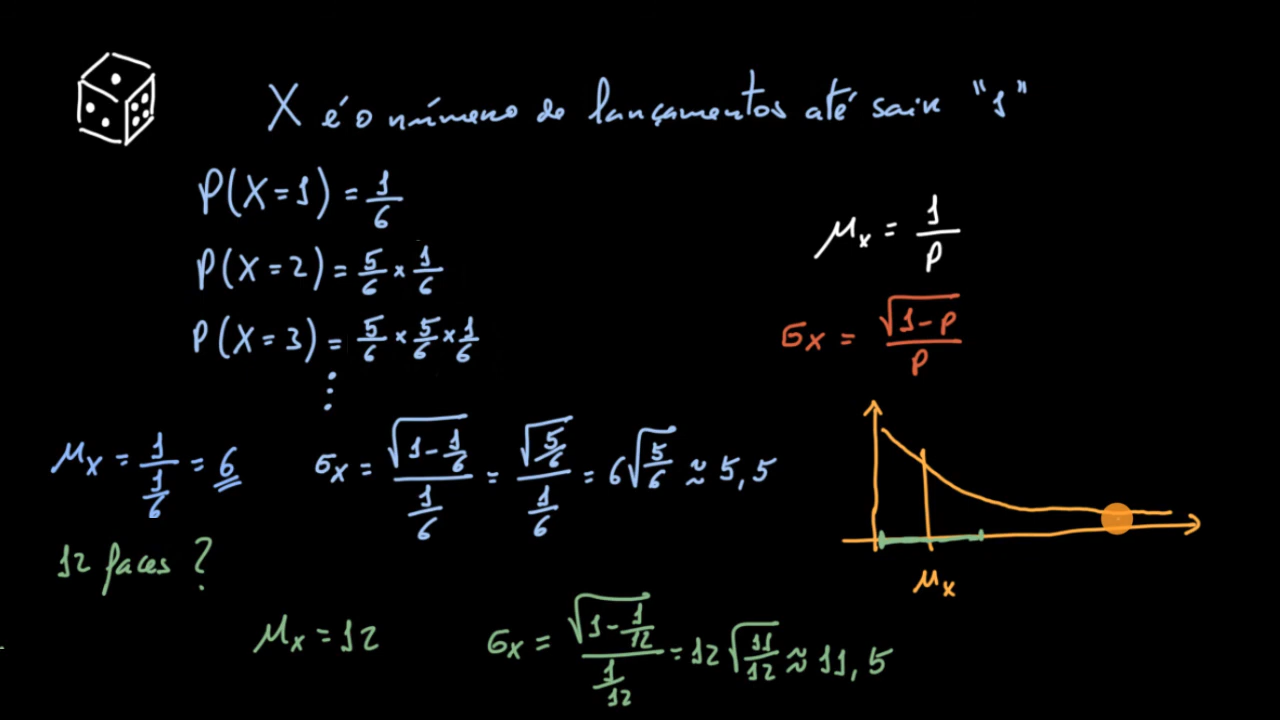 X é o número de lançamentos até sair "1"
P(X=1) = 1/6
P(X=2) = 5/6 × 1/6
P(X=3) = 5/6 × 5/6 × 1/6
⋮
μx = 1/p
σx = √(1-p)/p
μx = 1/(1/6) = 6
σx = √(1-1/6)/(1/6) = √(5/6)/(1/6) = 6√(5/6) ≈ 5,5
μx
12 faces ?
μx = 12
σx = √(1-1/12)/(1/12) = 12√(11/12) ≈ 11,5